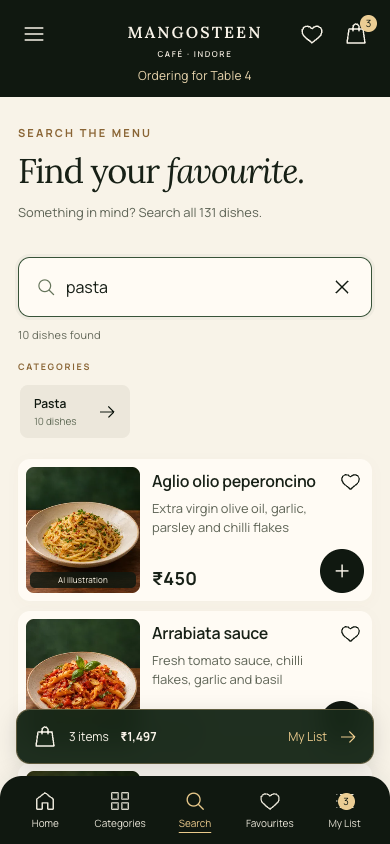 MANGOSTEEN
CAFÉ · INDORE
Ordering for Table 4
3
SEARCH THE MENU
Find your favourite.
Something in mind? Search all 131 dishes.
pasta
10 dishes found
CATEGORIES
Pasta
10 dishes
Aglio olio peperoncino
Extra virgin olive oil, garlic,
parsley and chilli flakes
AI illustration
₹450
Arrabiata sauce
Fresh tomato sauce, chilli
flakes, garlic and basil
3 items ₹1,497 My List
3
Home Categories Search Favourites My List